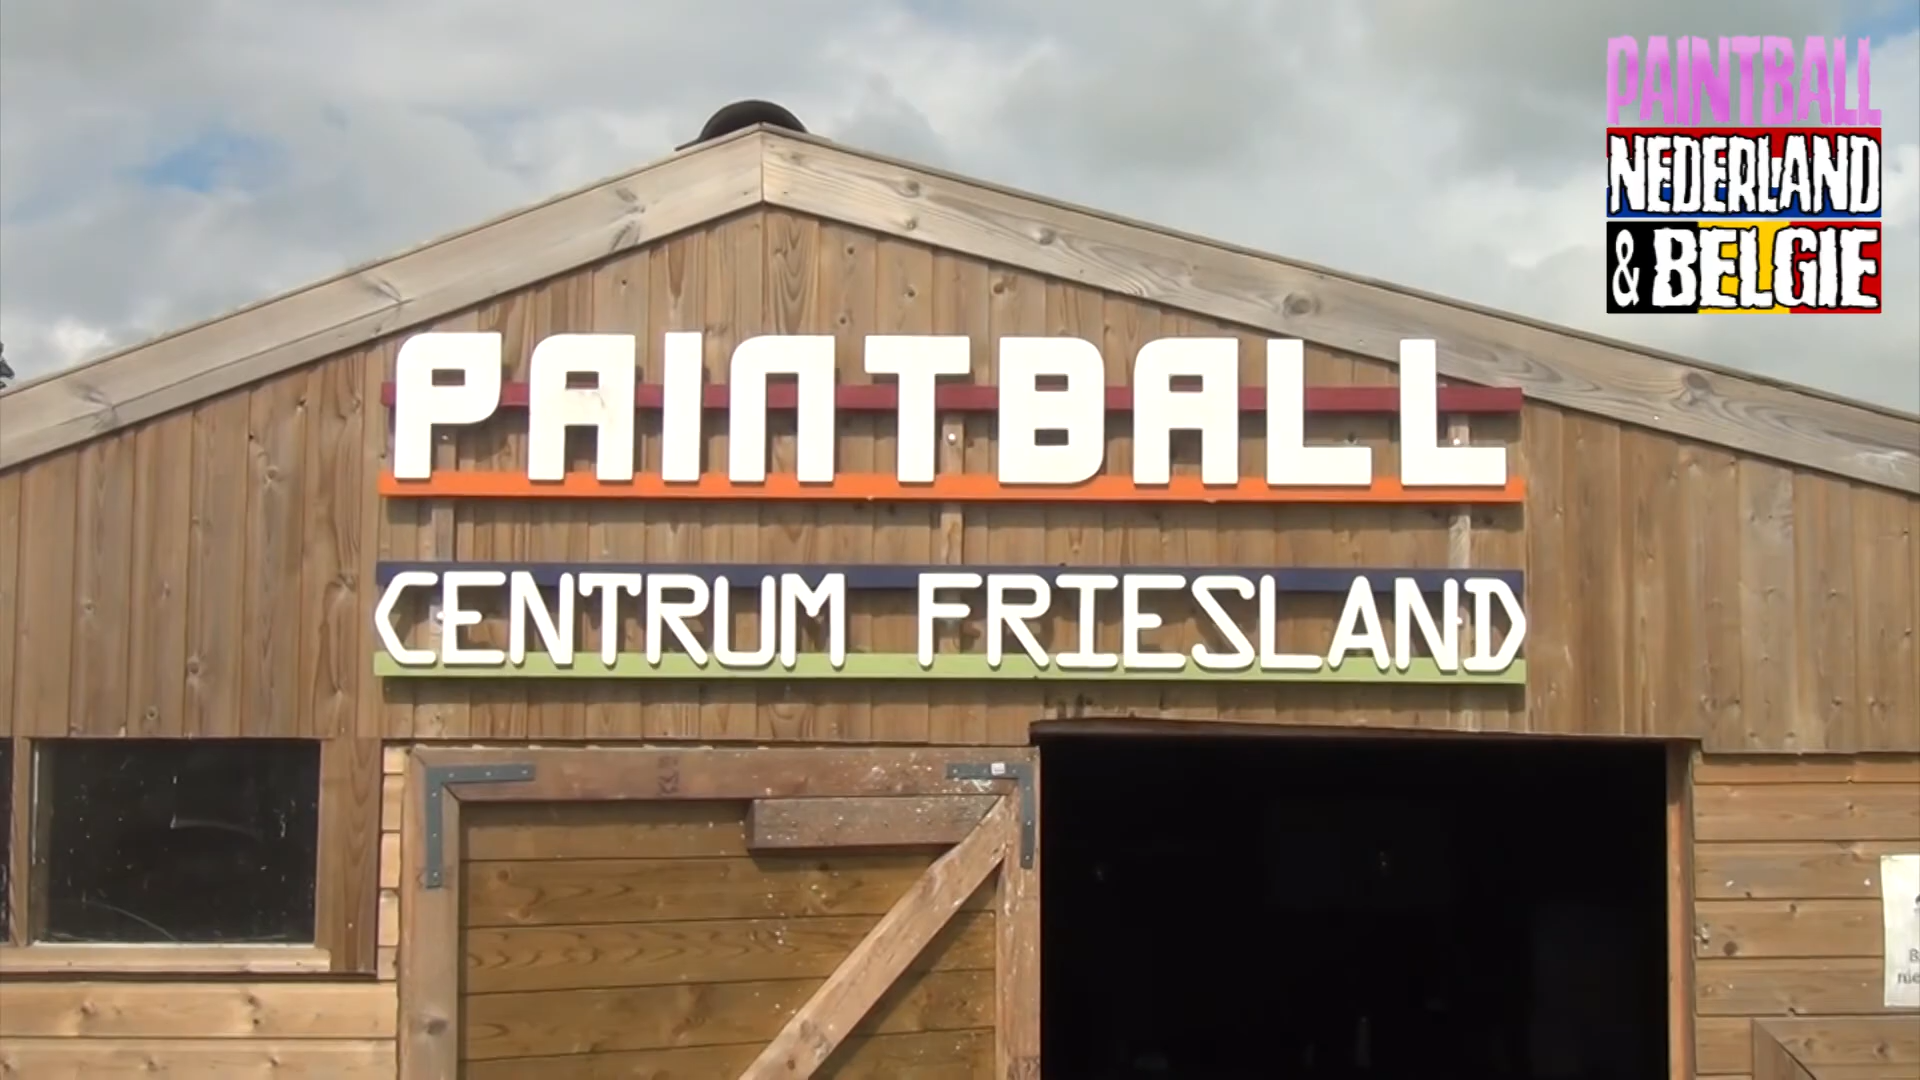 PAINTBALL
NEDERLAND
& BELGIE
PAINTBALL
CENTRUM FRIESLAND